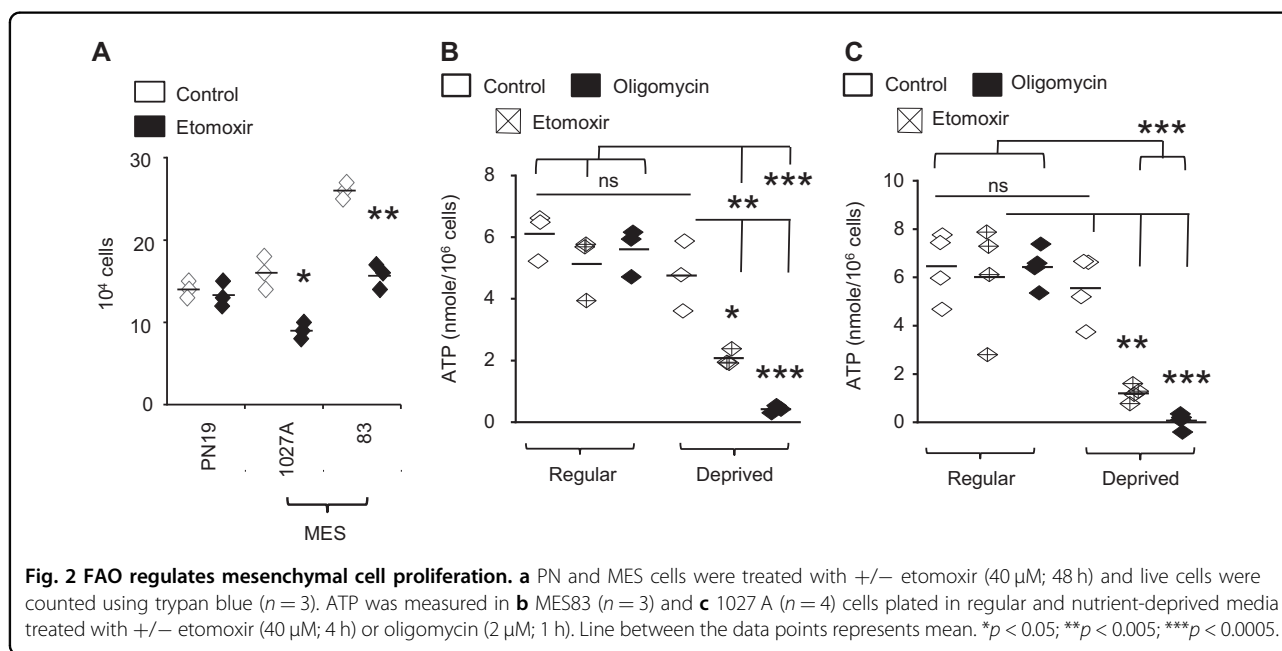 A
Control
Etomoxir
30
20
10
0
10⁴ cells
*
**
PN19
1027A
83
MES
B
Control
Oligomycin
Etomoxir
***
ns
**
8
6
4
2
0
ATP (nmole/10⁶ cells)
*
***
Regular
Deprived
C
Control
Oligomycin
Etomoxir
***
ns
10
8
6
4
2
0
ATP (nmole/10⁶ cells)
**
***
Regular
Deprived
Fig. 2 FAO regulates mesenchymal cell proliferation. a PN and MES cells were treated with +/− etomoxir (40 μM; 48 h) and live cells were
counted using trypan blue (n = 3). ATP was measured in b MES83 (n = 3) and c 1027 A (n = 4) cells plated in regular and nutrient-deprived media
treated with +/− etomoxir (40 μM; 4 h) or oligomycin (2 μM; 1 h). Line between the data points represents mean. *p < 0.05; **p < 0.005; ***p < 0.0005.